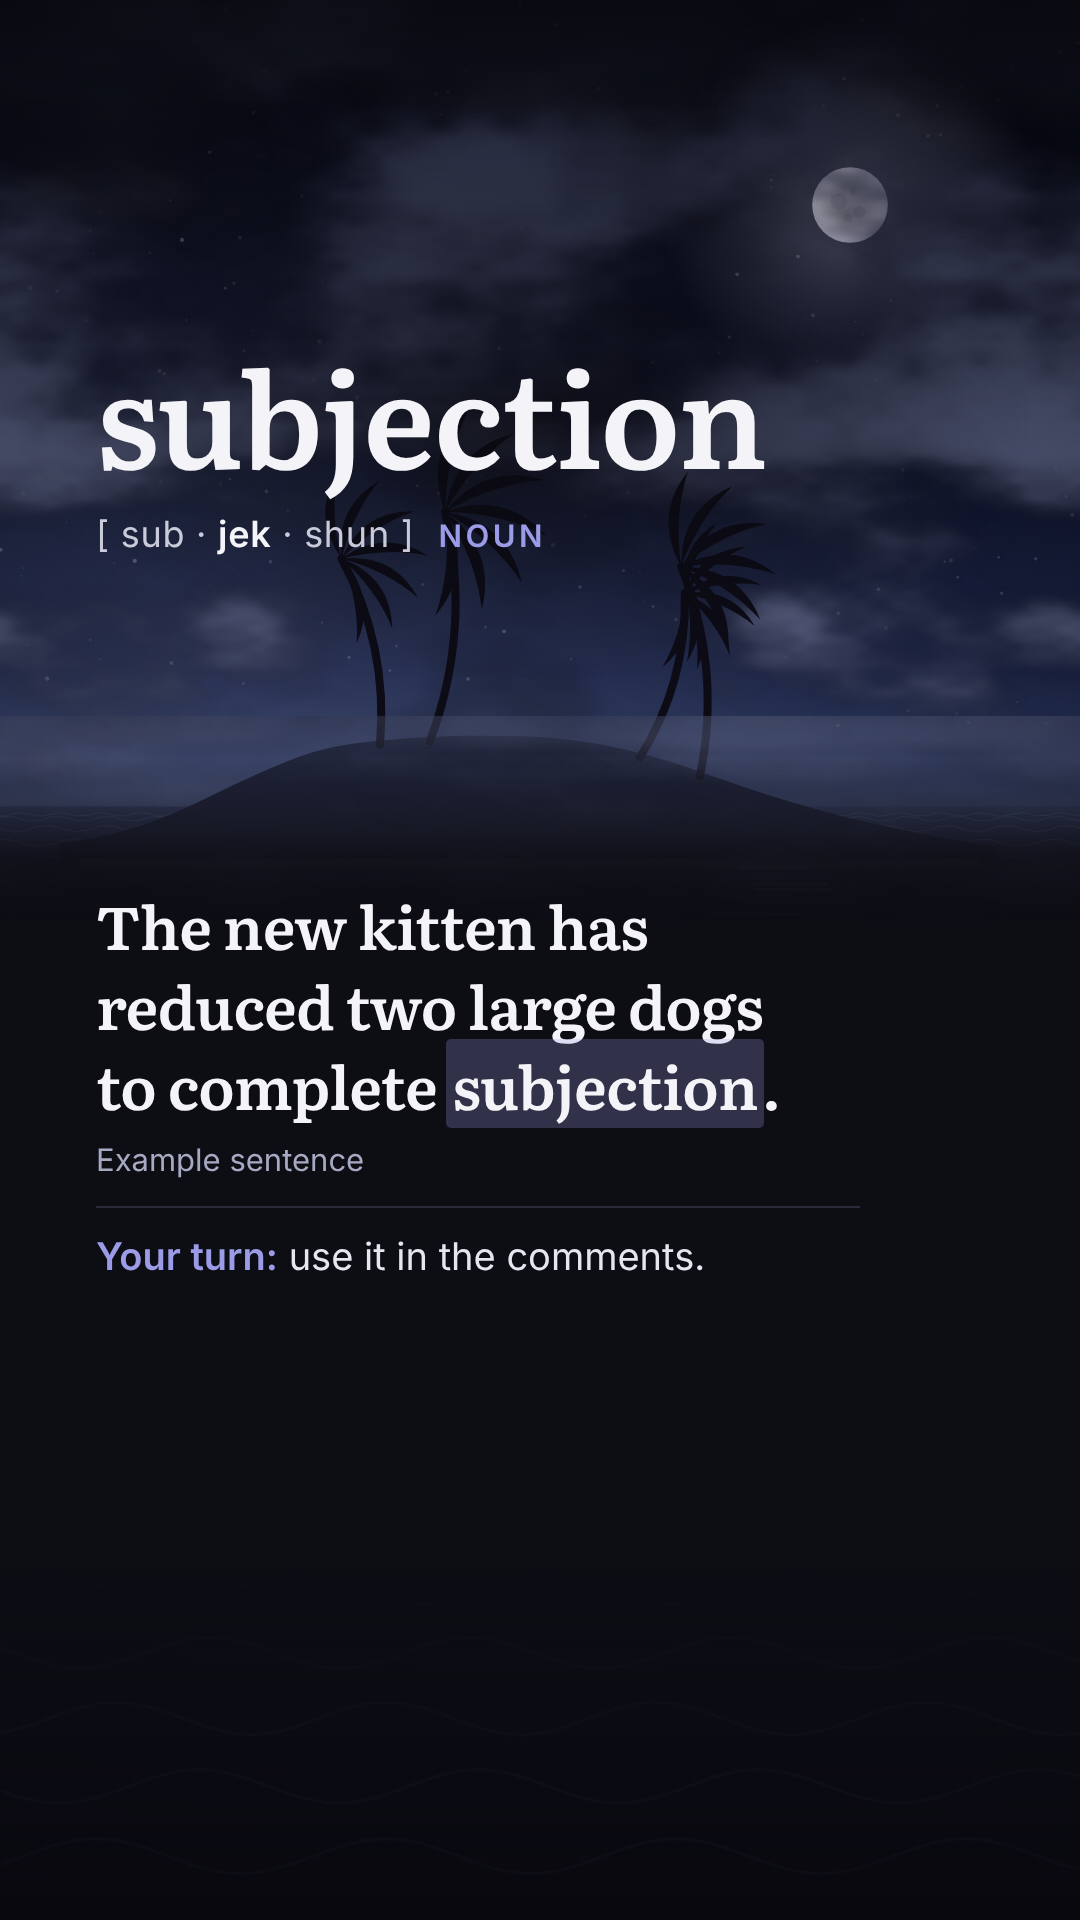 subjection
[ sub · jek · shun ] NOUN
The new kitten has
reduced two large dogs
to complete subjection.
Example sentence
Your turn: use it in the comments.